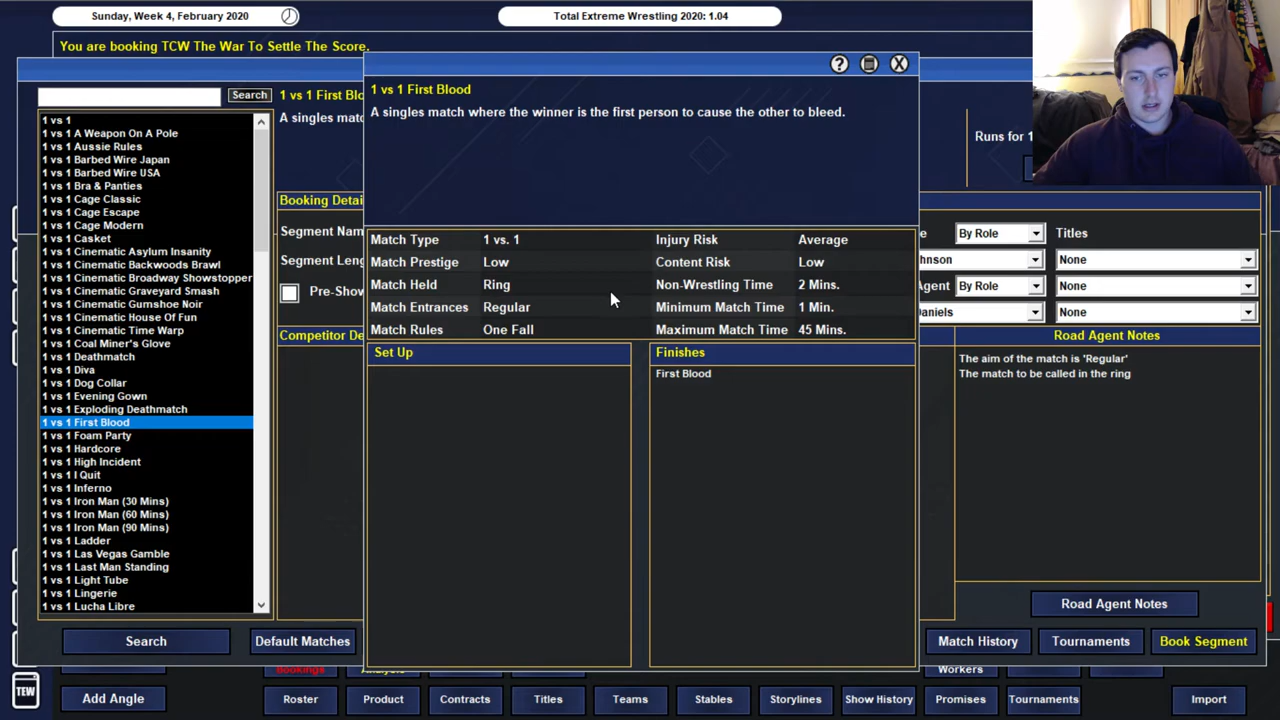 Sunday, Week 4, February 2020
Total Extreme Wrestling 2020: 1.04
You are booking TCW The War To Settle The Score.
Search
1 vs 1
1 vs 1 A Weapon On A Pole
1 vs 1 Aussie Rules
1 vs 1 Barbed Wire Japan
1 vs 1 Barbed Wire USA
1 vs 1 Bra & Panties
1 vs 1 Cage Classic
1 vs 1 Cage Escape
1 vs 1 Cage Modern
1 vs 1 Casket
1 vs 1 Cinematic Asylum Insanity
1 vs 1 Cinematic Backwoods Brawl
1 vs 1 Cinematic Broadway Showstopper
1 vs 1 Cinematic Graveyard Smash
1 vs 1 Cinematic Gumshoe Noir
1 vs 1 Cinematic House Of Fun
1 vs 1 Cinematic Time Warp
1 vs 1 Coal Miner's Glove
1 vs 1 Deathmatch
1 vs 1 Diva
1 vs 1 Dog Collar
1 vs 1 Evening Gown
1 vs 1 Exploding Deathmatch
1 vs 1 First Blood
1 vs 1 Foam Party
1 vs 1 Hardcore
1 vs 1 High Incident
1 vs 1 I Quit
1 vs 1 Inferno
1 vs 1 Iron Man (30 Mins)
1 vs 1 Iron Man (60 Mins)
1 vs 1 Iron Man (90 Mins)
1 vs 1 Ladder
1 vs 1 Las Vegas Gamble
1 vs 1 Last Man Standing
1 vs 1 Light Tube
1 vs 1 Lingerie
1 vs 1 Lucha Libre
1 vs 1 First Blo
A singles matc
Booking Detai
Segment Nam
Segment Leng
Pre-Show
Competitor De
?
X
1 vs 1 First Blood
A singles match where the winner is the first person to cause the other to bleed.
Match Type 1 vs. 1 Injury Risk Average
Match Prestige Low Content Risk Low
Match Held Ring Non-Wrestling Time 2 Mins.
Match Entrances Regular Minimum Match Time 1 Min.
Match Rules One Fall Maximum Match Time 45 Mins.
Set Up
Finishes
First Blood
Runs for 1
By Role
Titles
hnson
None
Agent
By Role
aniels
None
Road Agent Notes
The aim of the match is 'Regular'
The match to be called in the ring
Road Agent Notes
Search
Default Matches
Match History
Tournaments
Book Segment
Bookings
Workers
TEW
Add Angle
Roster
Product
Contracts
Titles
Teams
Stables
Storylines
Show History
Promises
Tournaments
Import